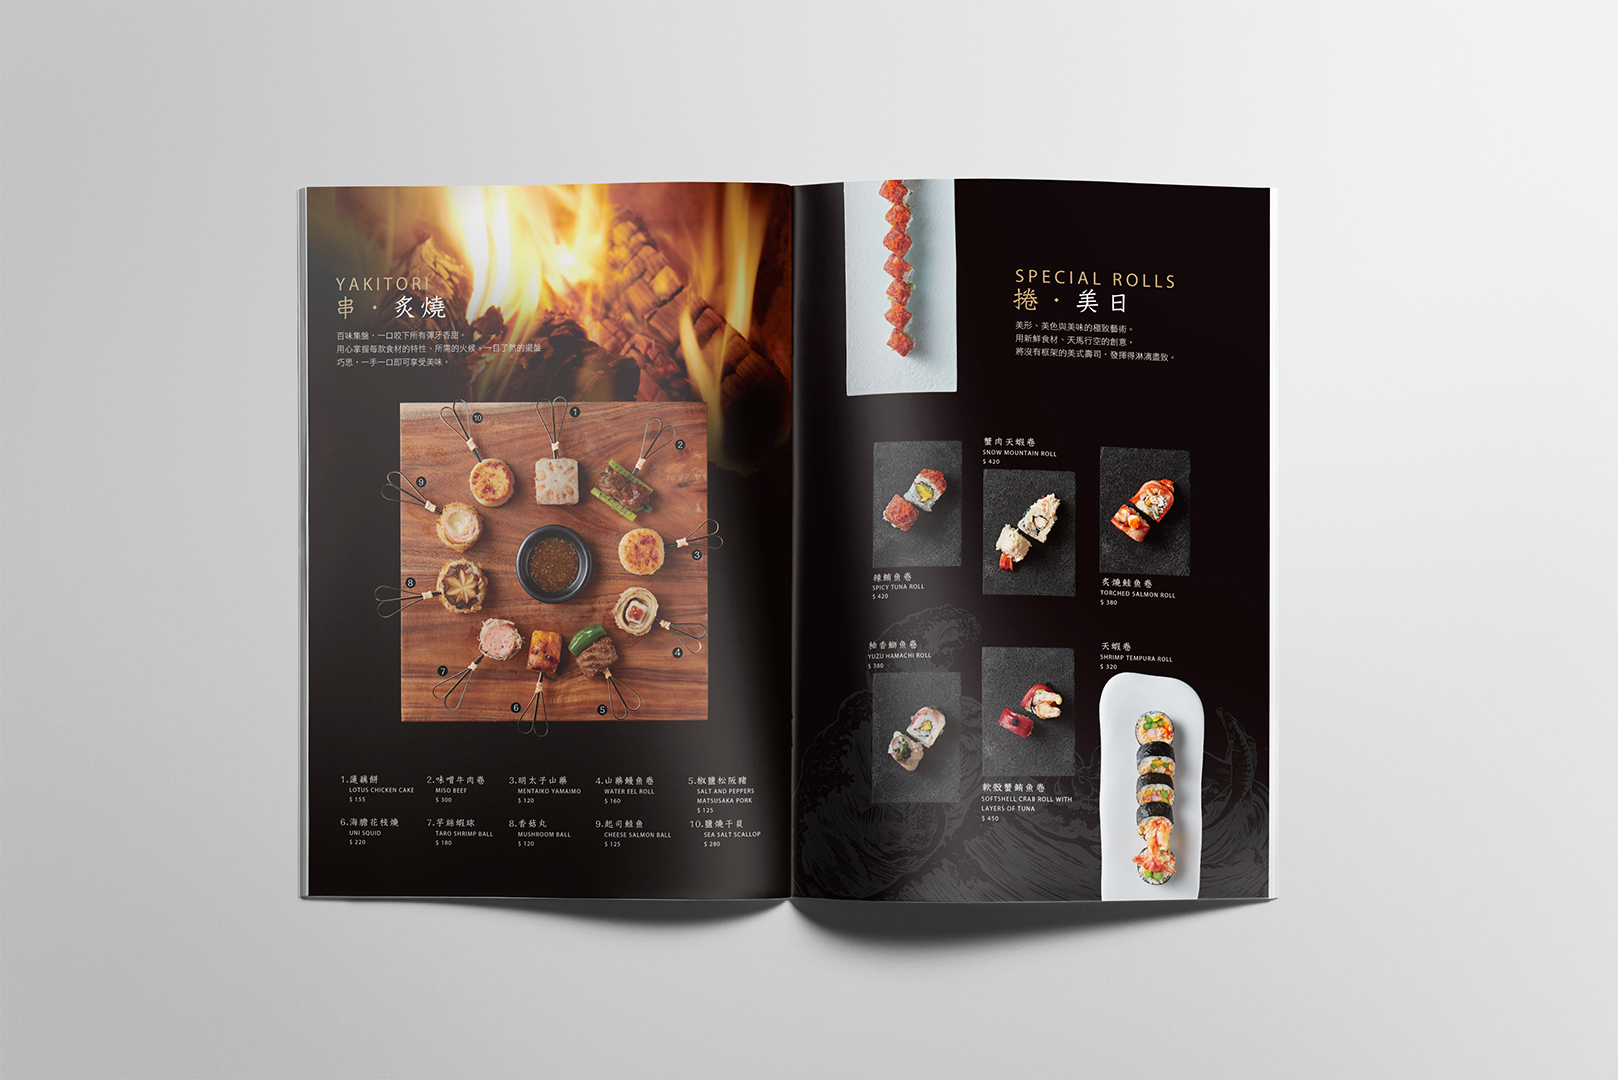 YAKITORI
串・炙燒
百味集盤，一口咬下所有彈牙香甜。
用心掌握每款食材的特性、所需的火候。一目了然的擺盤
巧思，一手一口即可享受美味。
10
1
2
9
3
8
4
7
6
5
1.蓮藕餅
LOTUS CHICKEN CAKE
$ 155
2.味噌牛肉卷
MISO BEEF
$ 300
3.明太子山藥
MENTAIKO YAMAIMO
$ 120
4.山藥鰻魚卷
WATER EEL ROLL
$ 160
5.椒鹽松阪豬
SALT AND PEPPERS
MATSUSAKA PORK
$ 125
6.海膽花枝燒
UNI SQUID
$ 220
7.芋絲蝦球
TARO SHRIMP BALL
$ 180
8.香菇丸
MUSHROOM BALL
$ 120
9.起司鮭魚
CHEESE SALMON BALL
$ 125
10.鹽燒干貝
SEA SALT SCALLOP
$ 280
SPECIAL ROLLS
捲・美日
美形、美色與美味的極致藝術。
用新鮮食材、天馬行空的創意，
將沒有框架的美式壽司，發揮得淋漓盡致。
蟹肉天蝦卷
SNOW MOUNTAIN ROLL
$ 420
辣鮪魚卷
SPICY TUNA ROLL
$ 420
炙燒鮭魚卷
TORCHED SALMON ROLL
$ 380
柚香鰤魚卷
YUZU HAMACHI ROLL
$ 380
天蝦卷
SHRIMP TEMPURA ROLL
$ 320
軟殼蟹鮪魚卷
SOFTSHELL CRAB ROLL WITH
LAYERS OF TUNA
$ 450